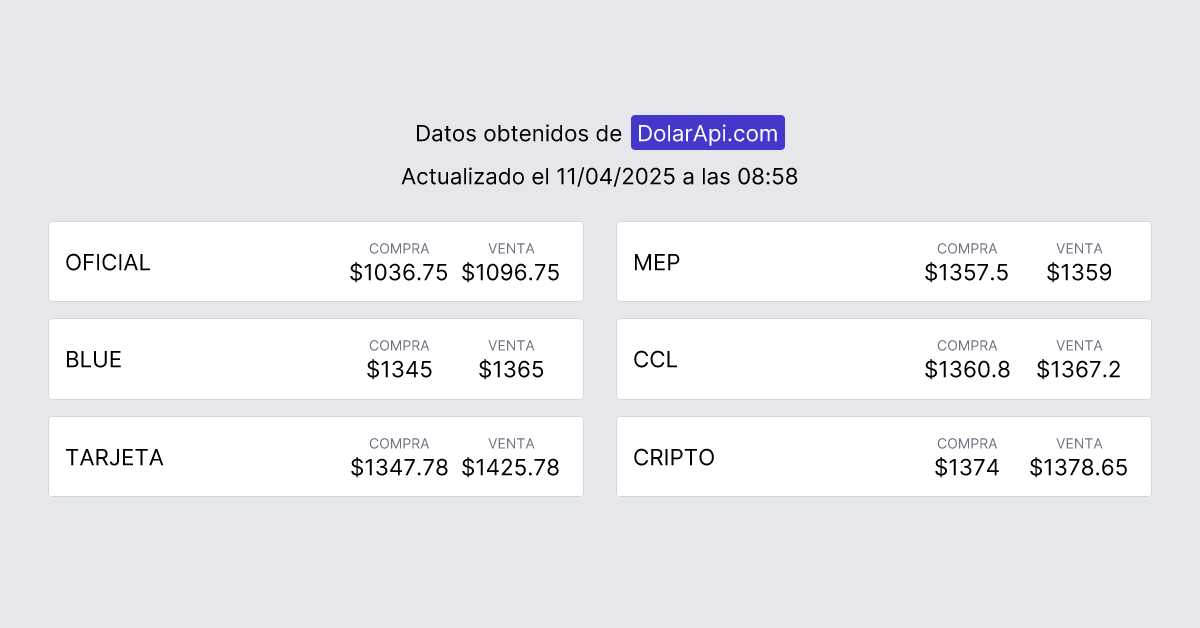 Datos obtenidos de DolarApi.com
Actualizado el 11/04/2025 a las 08:58
OFICIAL
COMPRA VENTA
$1036.75 $1096.75
MEP
COMPRA VENTA
$1357.5 $1359
BLUE
COMPRA VENTA
$1345 $1365
CCL
COMPRA VENTA
$1360.8 $1367.2
TARJETA
COMPRA VENTA
$1347.78 $1425.78
CRIPTO
COMPRA VENTA
$1374 $1378.65